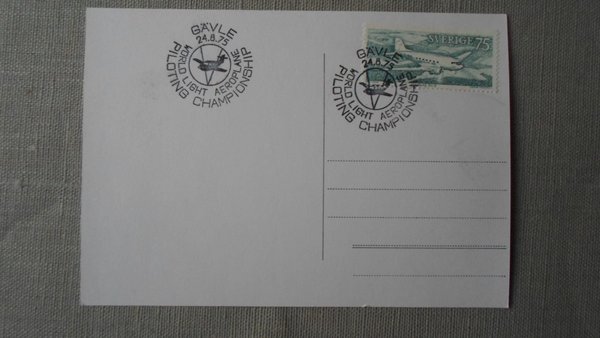 GÄVLE
24.8.75
WORLD LIGHT AEROPLANE
PILOTING CHAMPIONSHIP
GÄVLE
24.8.75
WORLD LIGHT AEROPLANE
PILOTING CHAMPIONSHIP
SVERIGE 75